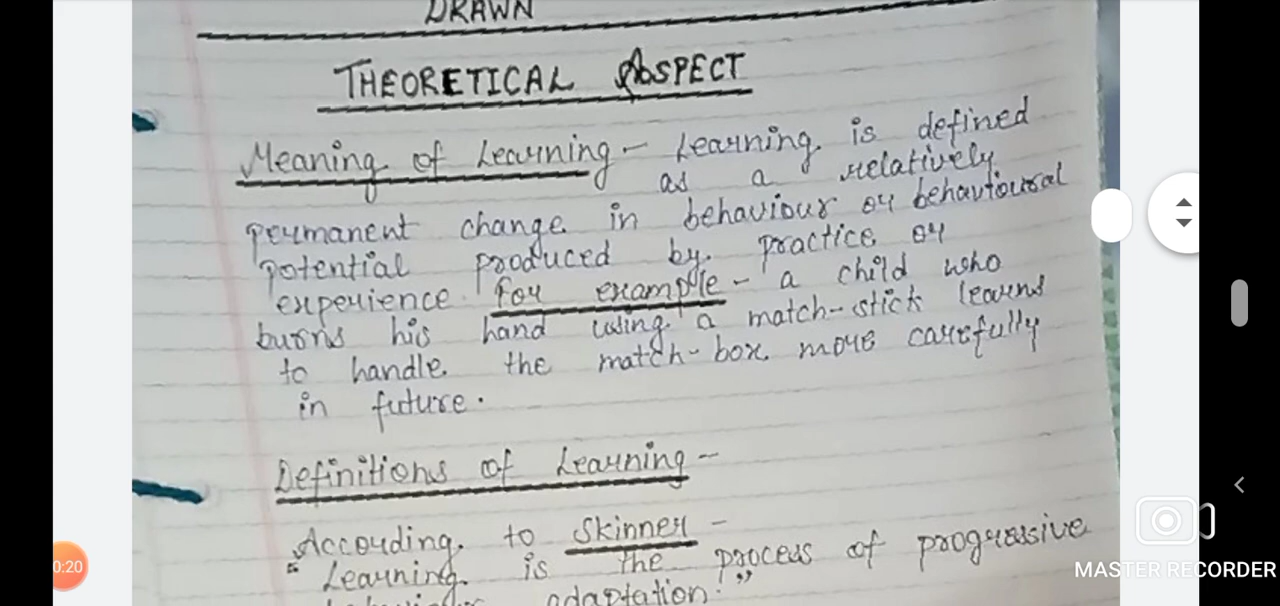 DRAWN
THEORETICAL ASPECT
Meaning of Learning - Learning is defined
as a relatively
permanent change in behaviour or behavioural
potential produced by practice or
experience. For example - a child who
burns his hand using a match-stick learns
to handle the match-box more carefully
in future.
Definitions of Learning -
According to Skinner -
"Learning is the process of progressive
adaptation."
0:20
MASTER RECORDER